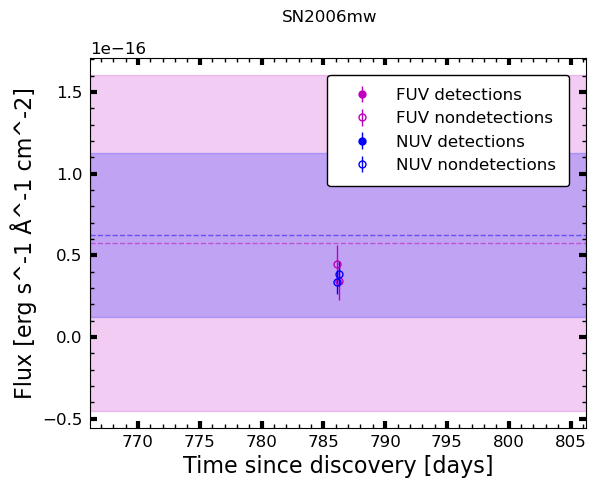 SN2006mw
1e−16
FUV detections
FUV nondetections
NUV detections
NUV nondetections
1.5
1.0
0.5
0.0
−0.5
Flux [erg s^-1 Å^-1 cm^-2]
770 775 780 785 790 795 800 805
Time since discovery [days]